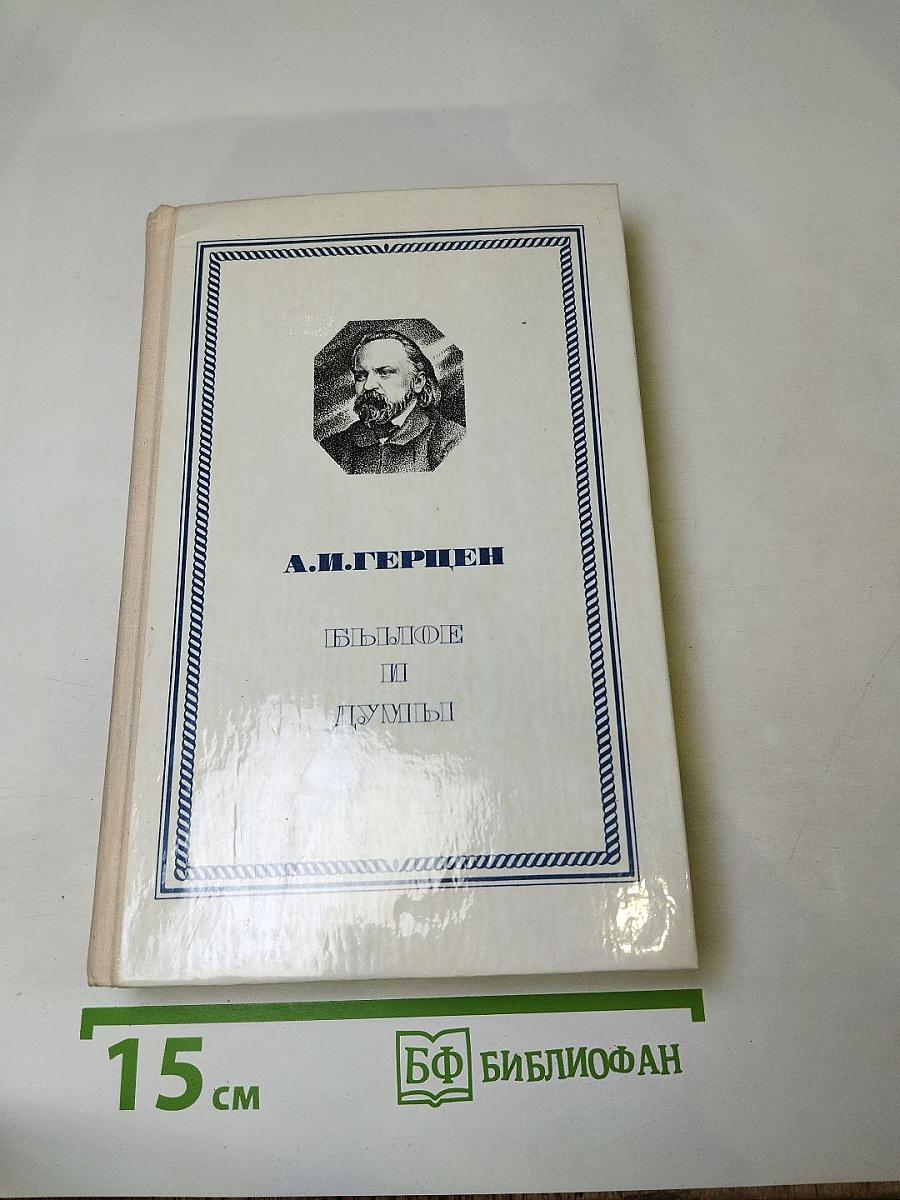 А.И.ГЕРЦЕН
БЫЛОЕ
И
ДУМЫ
15 см
БФ БИБЛИОФАН